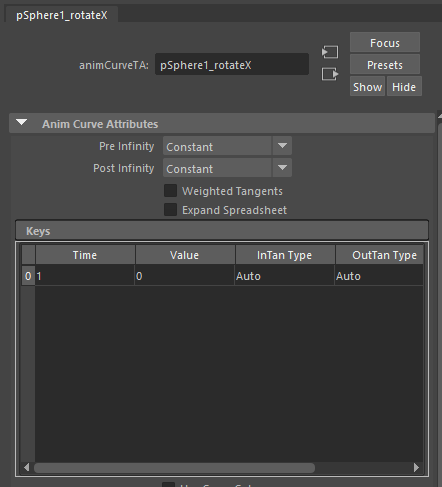 pSphere1_rotateX
Focus
animCurveTA: pSphere1_rotateX
Presets
Show Hide
Anim Curve Attributes
Pre Infinity Constant
Post Infinity Constant
Weighted Tangents
Expand Spreadsheet
Keys
Time Value InTan Type OutTan Type
0 1 0 Auto Auto